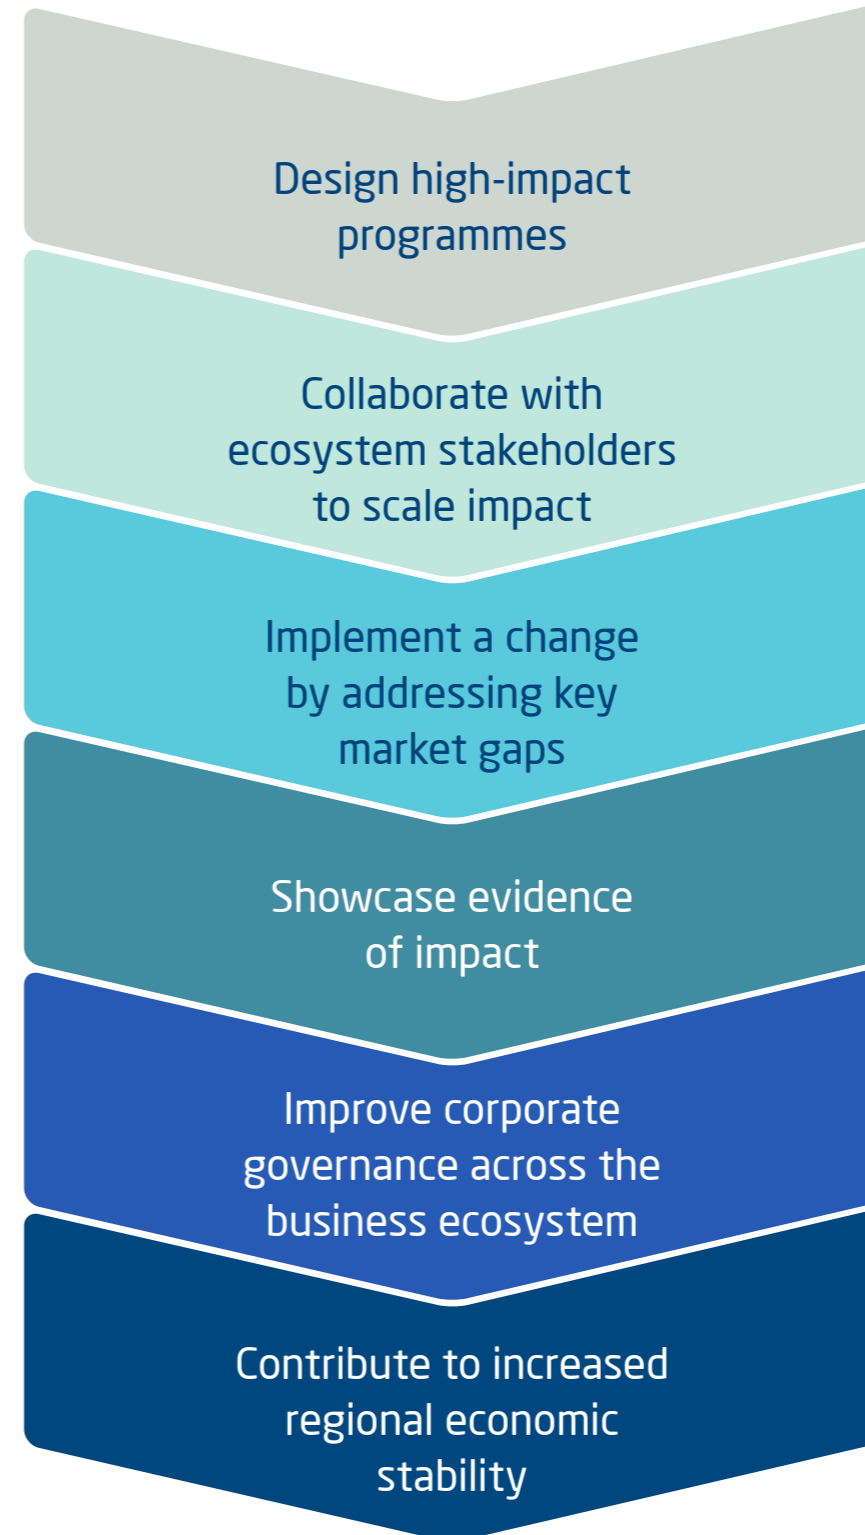 Design high-impact
programmes
Collaborate with
ecosystem stakeholders
to scale impact
Implement a change
by addressing key
market gaps
Showcase evidence
of impact
Improve corporate
governance across the
business ecosystem
Contribute to increased
regional economic
stability